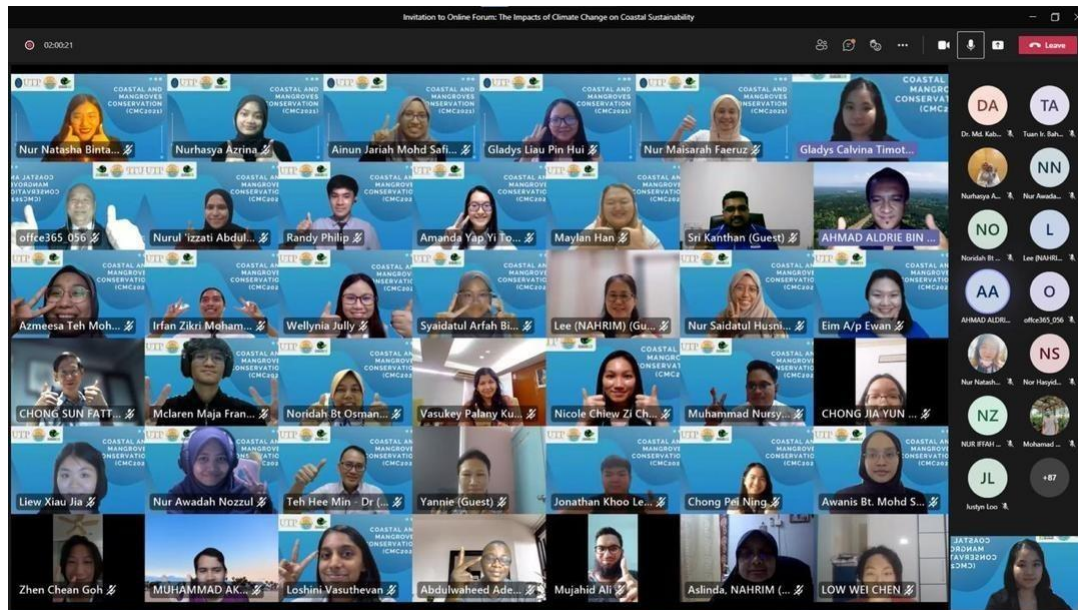 Invitation to Online Forum: The Impacts of Climate Change on Coastal Sustainability
02:00:21
Leave
UTP
COASTAL AND
MANGROVES
CONSERVATION
(CMC2021)
Nur Natasha Binta...
Nurhasya Azrina
Ainun Jariah Mohd Safi...
Gladys Liau Pin Hui
Nur Maisarah Faeruz
Gladys Calvina Timot...
offce365_056
Nurul 'izzati Abdul...
Randy Philip
Amanda Yap Yi To...
Maylan Han
Sri Kanthan (Guest)
AHMAD ALDRIE BIN ...
Azmeesa Teh Moh...
Irfan Zikri Moham...
Wellynia Jully
Syaidatul Arfah Bi...
Lee (NAHRIM) (Gu...
Nur Saidatul Husni...
Eim A/p Ewan
CHONG SUN FATT...
Mclaren Maja Fran...
Noridah Bt Osman...
Vasukey Palany Ku...
Nicole Chiew Zi Ch...
Muhammad Nursy...
CHONG JIA YUN ...
Liew Xiau Jia
Nur Awadah Nozzul
Teh Hee Min - Dr (...
Yannie (Guest)
Jonathan Khoo Le...
Chong Pei Ning
Awanis Bt. Mohd S...
Zhen Chean Goh
MUHAMMAD AK...
Loshini Vasuthevan
Abdulwaheed Ade...
Mujahid Ali
Aslinda, NAHRIM (...
LOW WEI CHEN
DA
TA
Dr. Md. Kab...
Tuan Ir. Bah...
NN
Nurhasya A...
Nur Awada...
NO
L
Noridah Bt ...
Lee (NAHRI...
AA
O
AHMAD ALDRI...
offce365_056
NS
Nur Natash...
Nor Hasyid...
NZ
NUR IFFAH ...
Mohamad ...
JL
+87
Justyn Loo